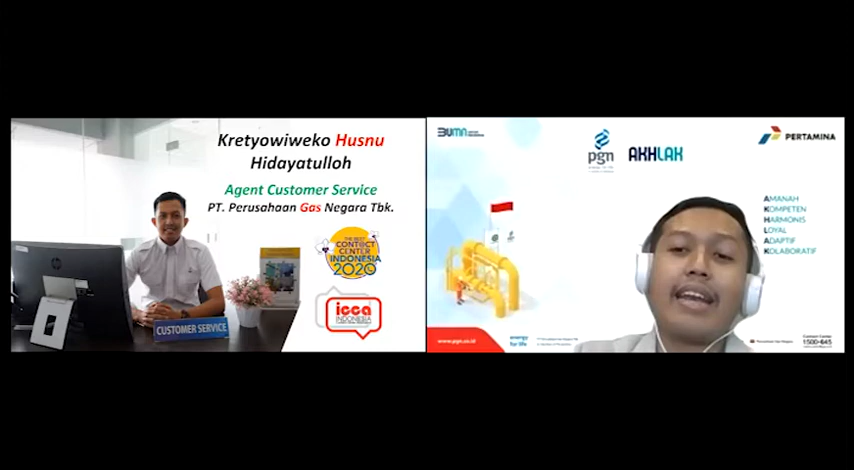 Kretyowiweko Husnu
Hidayatulloh
Agent Customer Service
PT. Perusahaan Gas Negara Tbk.
THE BEST
CONTACT
CENTER
INDONESIA
2020
icca
INDONESIA
CUSTOMER SERVICE
BUMN
pgn
AKHLAK
PERTAMINA
AMANAH
KOMPETEN
HARMONIS
LOYAL
ADAPTIF
KOLABORATIF
www.pgn.co.id
energy
for life
Contact Center
1500-645